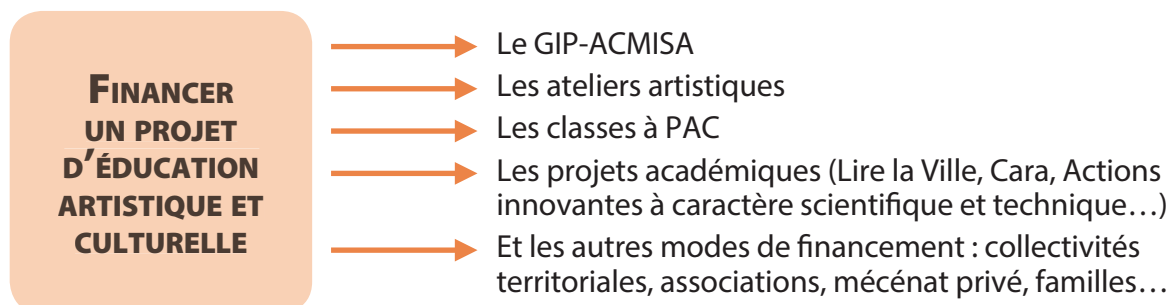 FINANCER
UN PROJET
D'ÉDUCATION
ARTISTIQUE ET
CULTURELLE
Le GIP-ACMISA
Les ateliers artistiques
Les classes à PAC
Les projets académiques (Lire la Ville, Cara, Actions
innovantes à caractère scientifique et technique…)
Et les autres modes de financement : collectivités
territoriales, associations, mécénat privé, familles…